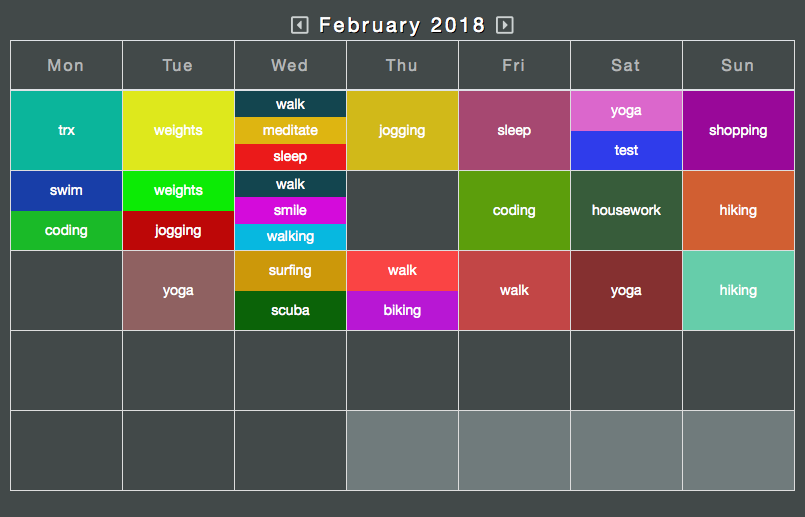 February 2018
Mon Tue Wed Thu Fri Sat Sun
trx
weights
walk
meditate
sleep
jogging
sleep
yoga
test
shopping
swim
coding
weights
jogging
walk
smile
walking
coding
housework
hiking
yoga
surfing
scuba
walk
biking
walk
yoga
hiking